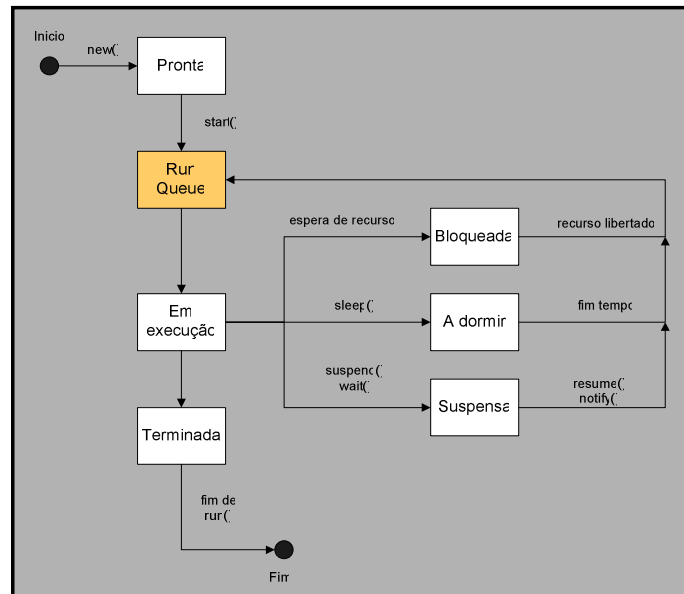 Inicio
new()
Pronta
start()
Run
Queue
espera de recurso
Bloqueada
recurso libertado
Em
execução
sleep()
A dormir
fim tempo
suspend()
wait()
Suspensa
resume()
notify()
Terminada
fim de
run()
Fim